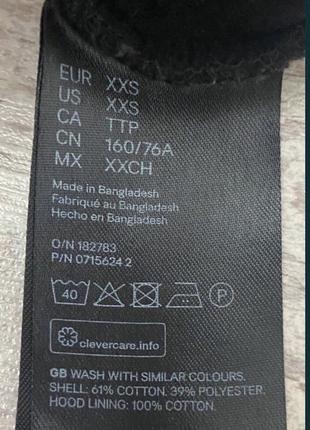 EUR XXS
US XXS
CA TTP
CN 160/76A
MX XXCH
Made in Bangladesh
Fabriqué au Bangladesh
Hecho en Bangladesh
O/N 182783
P/N 0715624 2
40 P
clevercare.info
GB WASH WITH SIMILAR COLOURS.
SHELL: 61% COTTON. 39% POLYESTER.
HOOD LINING: 100% COTTON.